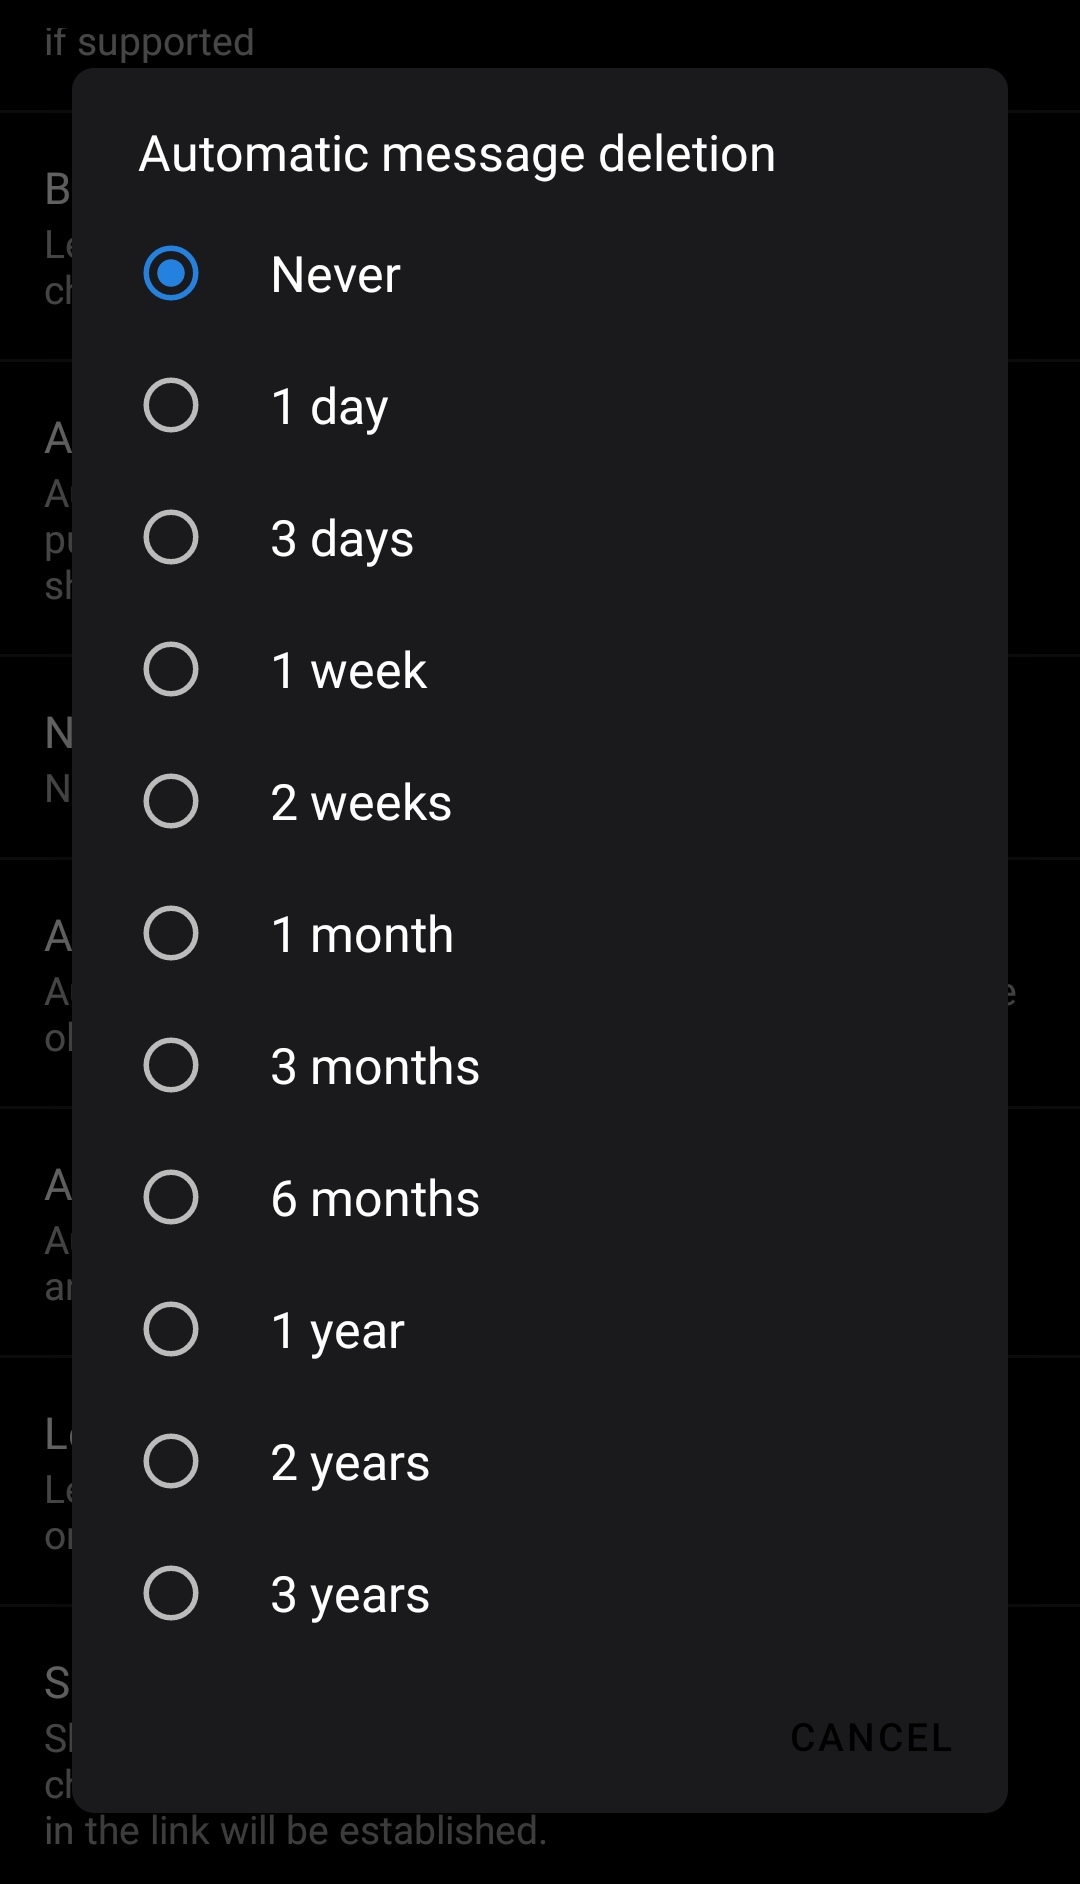 if supported
Automatic message deletion
Never
1 day
3 days
1 week
2 weeks
1 month
3 months
6 months
1 year
2 years
3 years
CANCEL
in the link will be established.